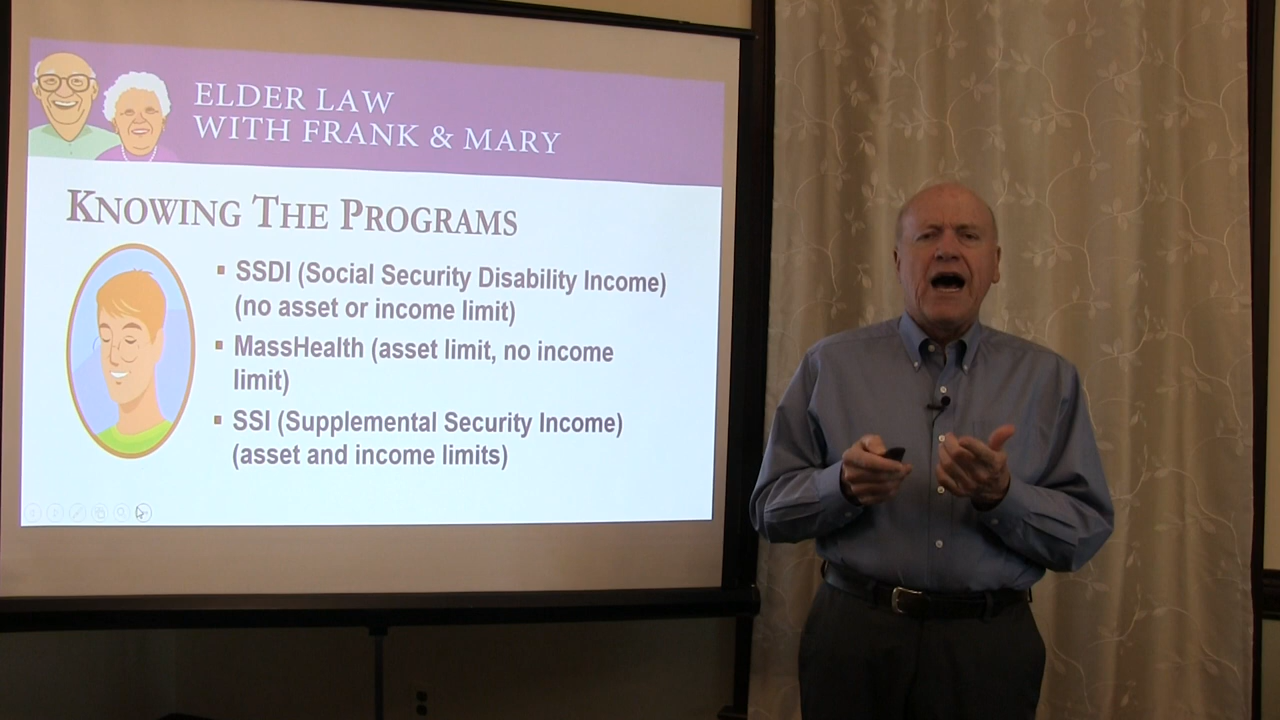 ELDER LAW
WITH FRANK & MARY
KNOWING THE PROGRAMS
▪ SSDI (Social Security Disability Income)
(no asset or income limit)
▪ MassHealth (asset limit, no income
limit)
▪ SSI (Supplemental Security Income)
(asset and income limits)